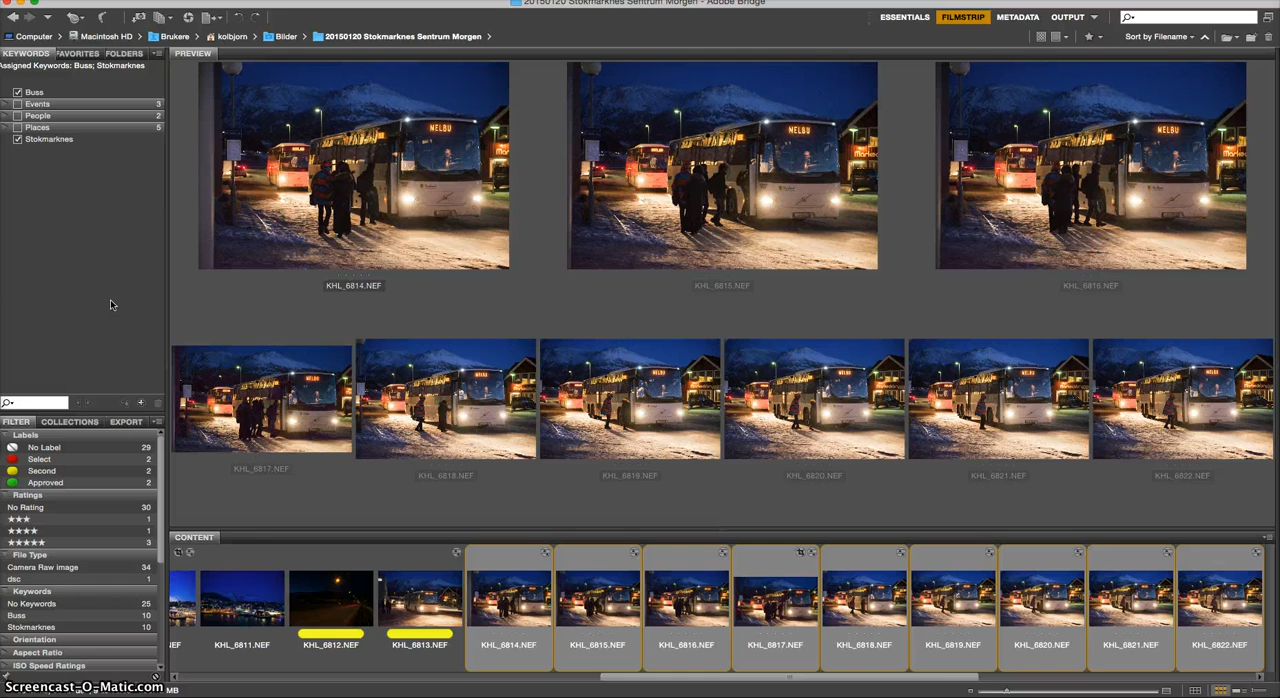 20150120 Stokmarknes Sentrum Morgen - Adobe Bridge
ESSENTIALS FILMSTRIP METADATA OUTPUT
Computer Macintosh HD Brukere kolbjorn Bilder 20150120 Stokmarknes Sentrum Morgen Sort by Filename
KEYWORDS FAVORITES FOLDERS
Assigned Keywords: Buss; Stokmarknes
Buss
Events 3
People 2
Places 5
Stokmarknes
PREVIEW
MELBU
MELBU
MELBU
KHL_6814.NEF
KHL_6815.NEF
KHL_6816.NEF
KHL_6817.NEF
KHL_6818.NEF
KHL_6819.NEF
KHL_6820.NEF
KHL_6821.NEF
KHL_6822.NEF
FILTER COLLECTIONS EXPORT
Labels
No Label 29
Select 2
Second 2
Approved 2
Ratings
No Rating 30
★★★ 1
★★★★ 1
★★★★★ 3
File Type
Camera Raw image 34
dsc 1
Keywords
No Keywords 25
Buss 10
Stokmarknes 10
Orientation
Aspect Ratio
ISO Speed Ratings
CONTENT
EF
KHL_6811.NEF
KHL_6812.NEF
KHL_6813.NEF
KHL_6814.NEF
KHL_6815.NEF
KHL_6816.NEF
KHL_6817.NEF
KHL_6818.NEF
KHL_6819.NEF
KHL_6820.NEF
KHL_6821.NEF
KHL_6822.NEF
Screencast-O-Matic.com MB